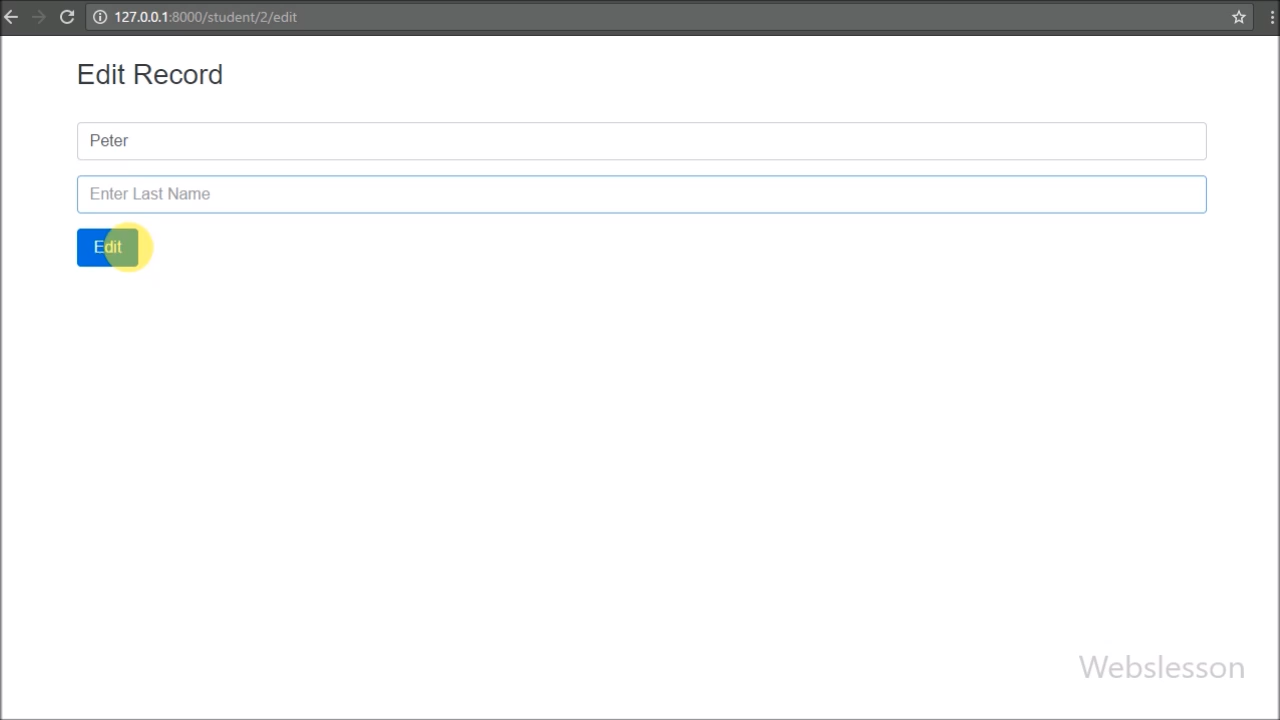 127.0.0.1:8000/student/2/edit
Edit Record
Peter
Enter Last Name
Edit
Webslesson